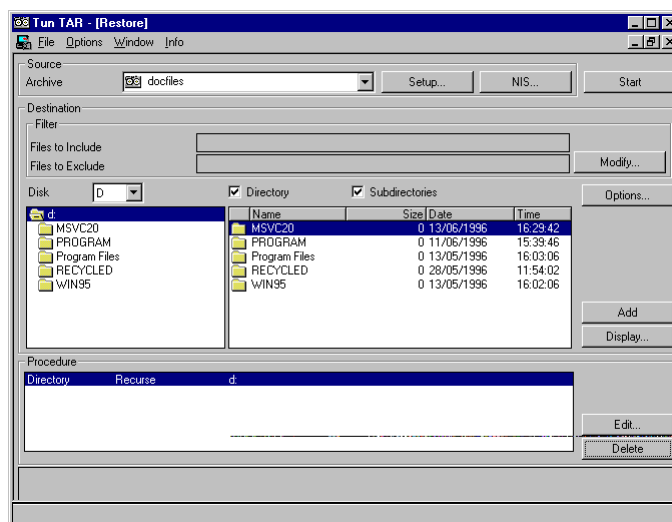 Tun TAR - [Restore]
File Options Window Info
Source
Archive docfiles Setup... NIS... Start
Destination
Filter
Files to Include
Files to Exclude Modify...
Disk D Directory Subdirectories Options...
d: Name Size Date Time
MSVC20 MSVC20 0 13/06/1996 16:29:42
PROGRAM PROGRAM 0 11/06/1996 15:39:46
Program Files Program Files 0 13/05/1996 16:03:06
RECYCLED RECYCLED 0 28/05/1996 11:54:02
WIN95 WIN95 0 13/05/1996 16:02:06
Add
Display...
Procedure
Directory Recurse d:
Edit...
Delete